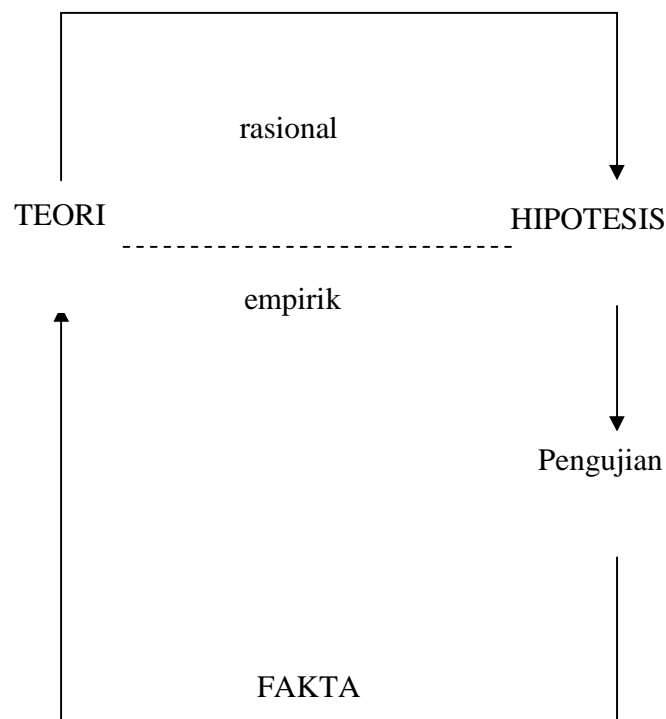 rasional
TEORI
HIPOTESIS
empirik
Pengujian
FAKTA